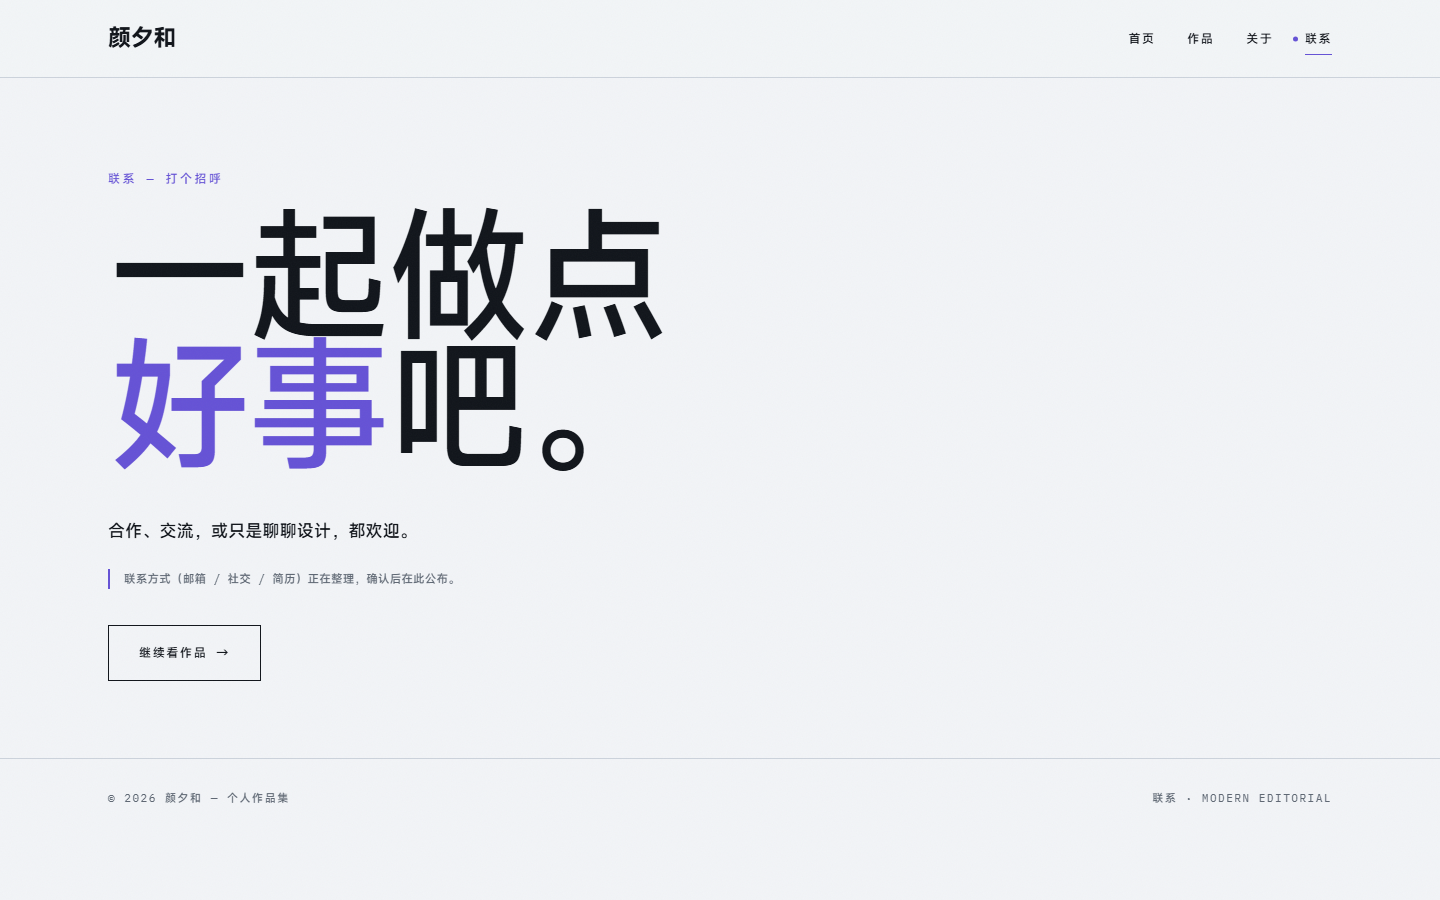 颜夕和
首页 作品 关于 联系
联系 — 打个招呼
一起做点
好事吧。
合作、交流，或只是聊聊设计，都欢迎。
联系方式（邮箱 / 社交 / 简历）正在整理，确认后在此公布。
继续看作品 →
© 2026 颜夕和 — 个人作品集
联系 · MODERN EDITORIAL